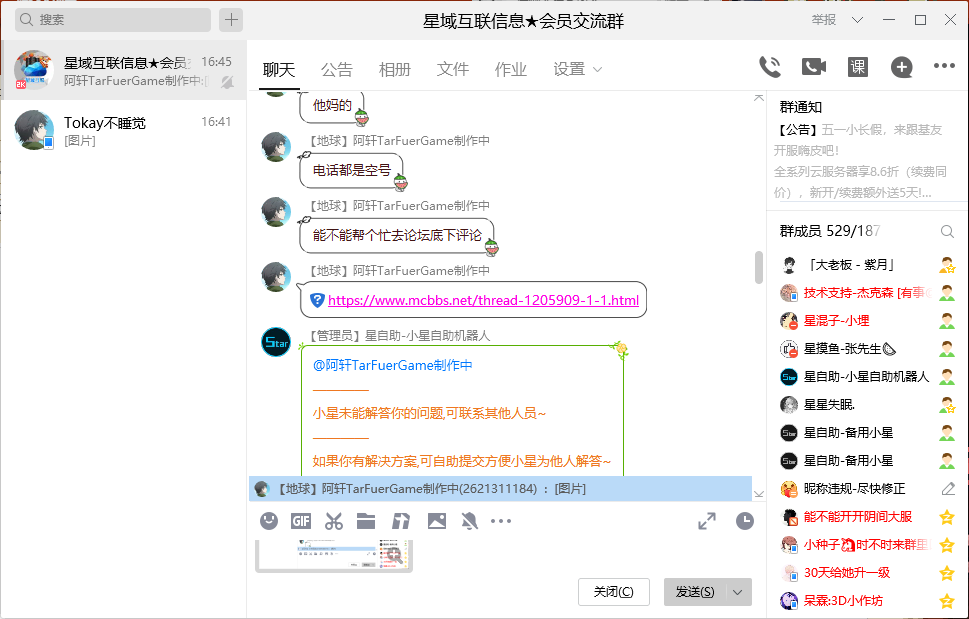 搜索
星域互联信息★会员交流群
举报
星域互联信息★会员
16:45
阿轩TarFuerGame制作中:[
8K
Tokay不睡觉
16:41
[图片]
聊天
公告
相册
文件
作业
设置
课
他妈的
【地球】阿轩TarFuerGame制作中
电话都是空号
【地球】阿轩TarFuerGame制作中
能不能帮个忙去论坛底下评论
【地球】阿轩TarFuerGame制作中
https://www.mcbbs.net/thread-1205909-1-1.html
Star
【管理员】星自助-小星自助机器人
@阿轩TarFuerGame制作中
————
小星未能解答你的问题,可联系其他人员~
————
如果你有解决方案,可自助提交方便小星为他人解答~
【地球】阿轩TarFuerGame制作中(2621311184) : [图片]
GIF
关闭(C)
发送(S)
群通知
【公告】五一小长假，来跟基友
开服嗨皮吧!
全系列云服务器享8.6折（续费同
价），新开/续费额外送5天!...
群成员 529/187
「大老板 - 紫月」
技术支持-杰克森 [有事
星混子-小埋
星摸鱼-张先生
星自助-小星自助机器人
星星失眠.
星自助-备用小星
星自助-备用小星
昵称违规-尽快修正
能不能开开阴间大服
小种子时不时来群里
30天给她升一级
呆霖:3D小作坊